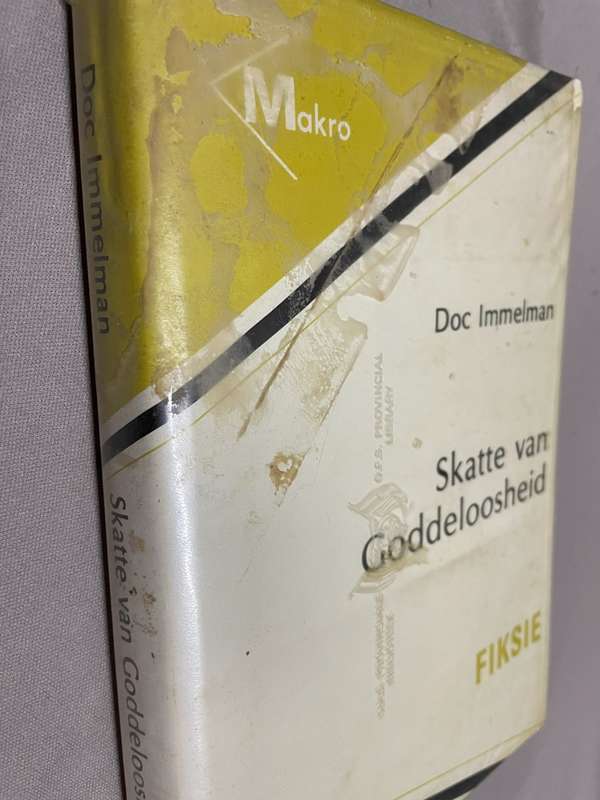 Makro
Doc Immelman
Skatte van
Goddeloosheid
FIKSIE
O.F.S. PROVINCIAL
LIBRARY
Doc Immelman
Skatte van Goddeloos